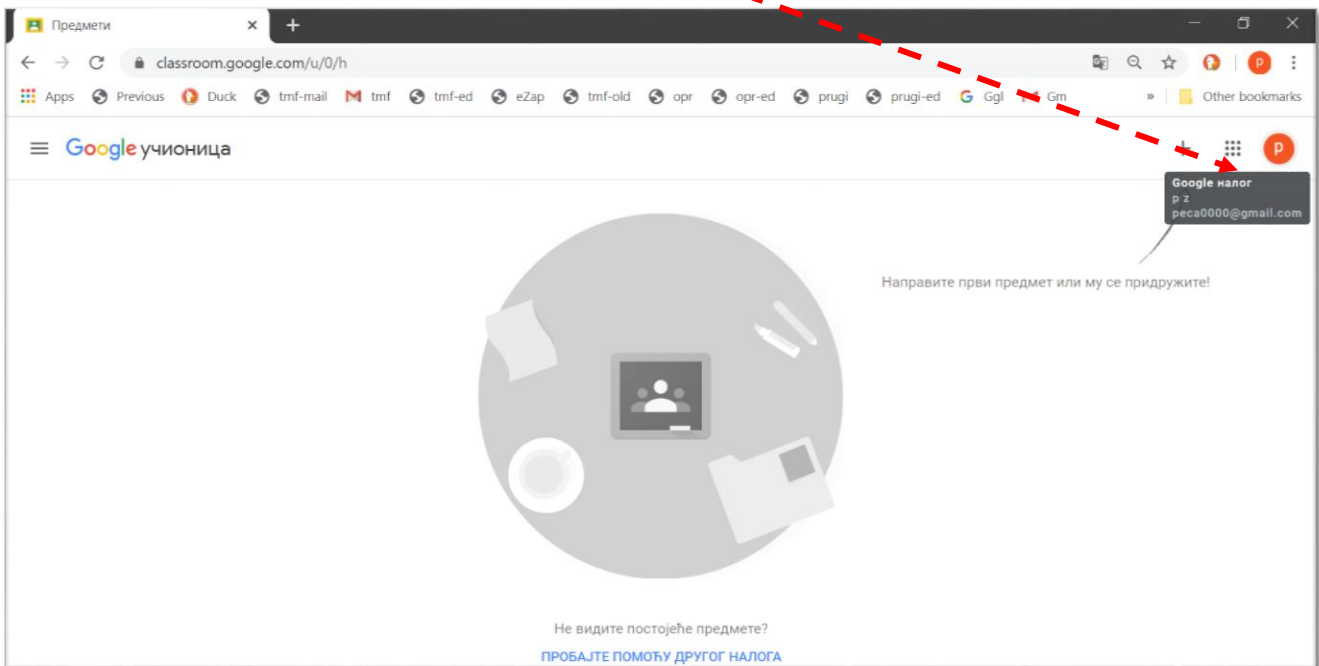 Предмети
classroom.google.com/u/0/h
Apps Previous Duck tmf-mail tmf tmf-ed eZap tmf-old opr opr-ed prugi prugi-ed Ggl Gm » Other bookmarks
Google учионица
P
Google налог
p z
peca0000@gmail.com
Направите први предмет или му се придружите!
Не видите постојеће предмете?
ПРОБАЈТЕ ПОМОЋУ ДРУГОГ НАЛОГА